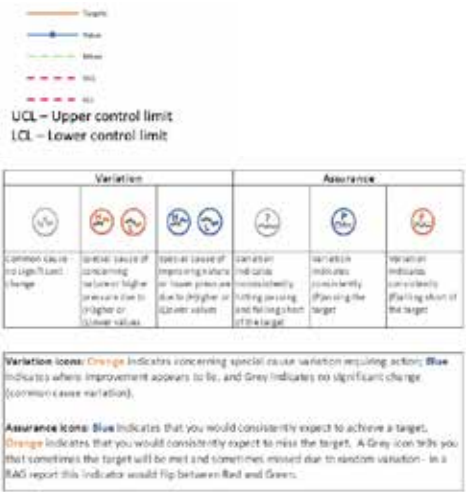 Targets
Value
Mean
UCL
LCL
UCL – Upper control limit
LCL – Lower control limit
Variation
Assurance
Common cause - no significant change
Special cause of concerning nature or higher pressure due to (H)igher or (L)ower values
Special cause of improving nature or lower pressure due to (H)igher or (L)ower values
Variation indicates inconsistently hitting passing and falling short of the target
Variation indicates consistently (P)assing the target
Variation indicates consistently (F)alling short of the target
Variation icons: Orange indicates concerning special cause variation requiring action; Blue
indicates where improvement appears to lie, and Grey indicates no significant change
(common cause variation).
Assurance icons: Blue indicates that you would consistently expect to achieve a target.
Orange indicates that you would consistently expect to miss the target. A Grey icon tells you
that sometimes the target will be met and sometimes missed due to random variation - in a
RAG report this indicator would flip between Red and Green.